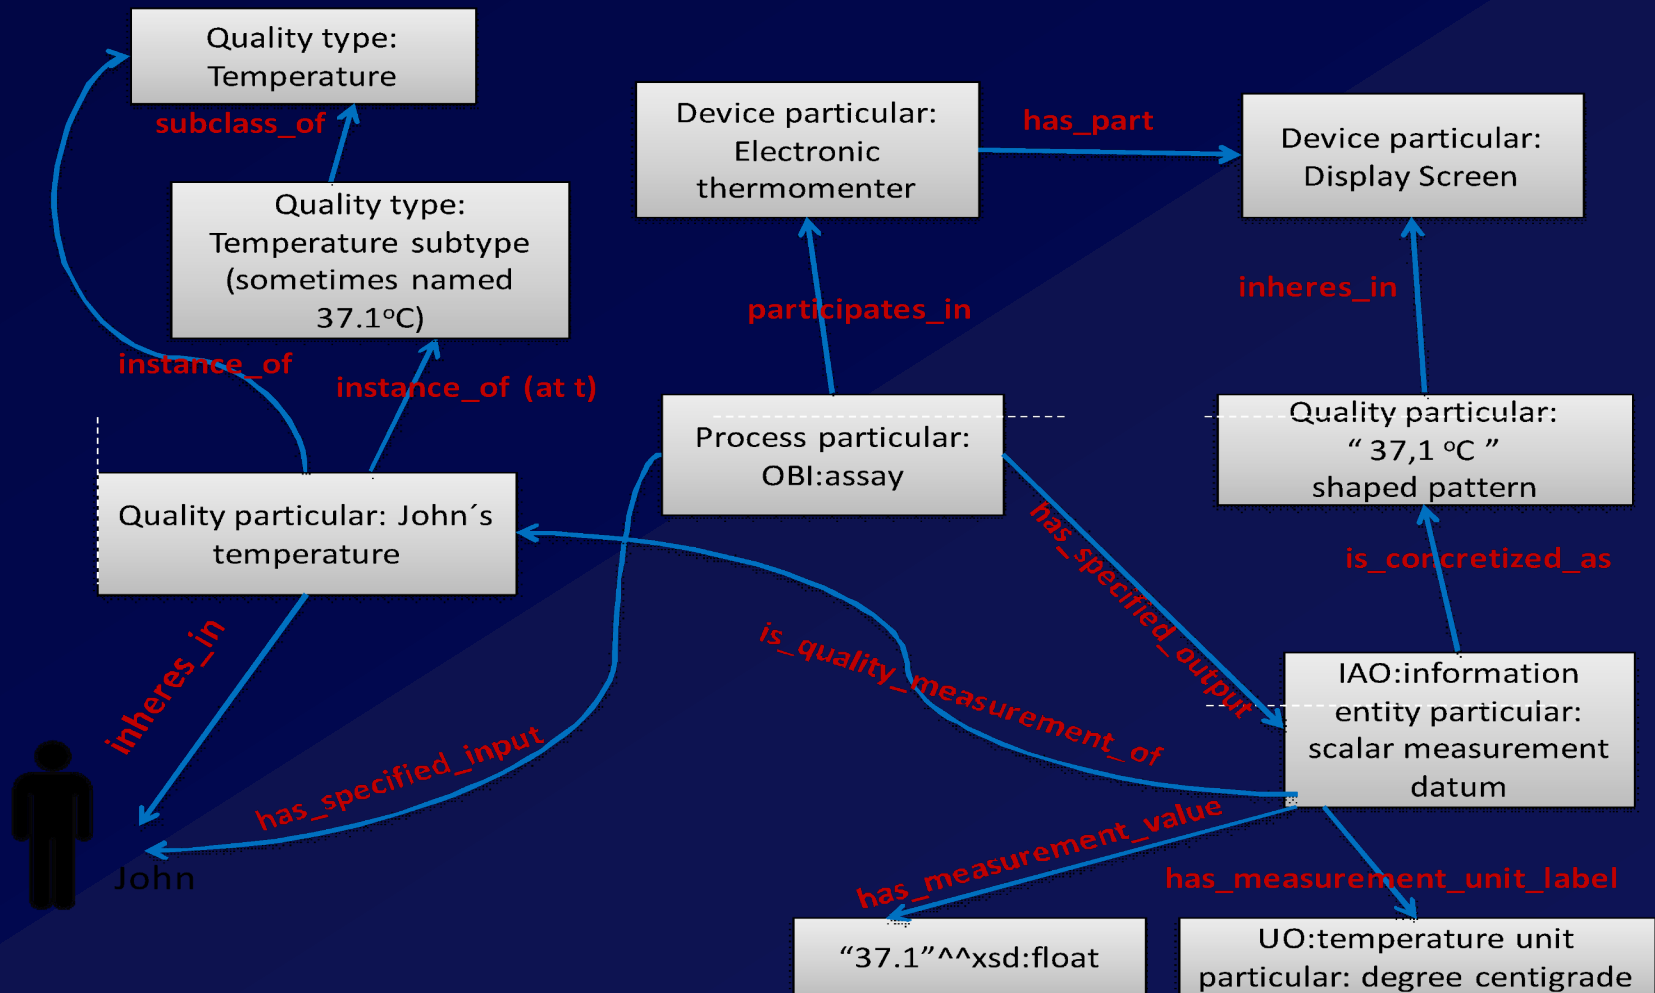 Quality type:
Temperature
subclass_of
Quality type:
Temperature subtype
(sometimes named
37.1ºC)
instance_of
instance_of (at t)
Quality particular: John´s
temperature
inheres_in
John
Device particular:
Electronic
thermomenter
has_part
Device particular:
Display Screen
participates_in
inheres_in
Process particular:
OBI:assay
Quality particular:
“ 37,1 ºC ”
shaped pattern
has_specified_output
is_concretized_as
is_quality_measurement_of
has_specified_input
IAO:information
entity particular:
scalar measurement
datum
has_measurement_value
has_measurement_unit_label
“37.1”^^xsd:float
UO:temperature unit
particular: degree centigrade